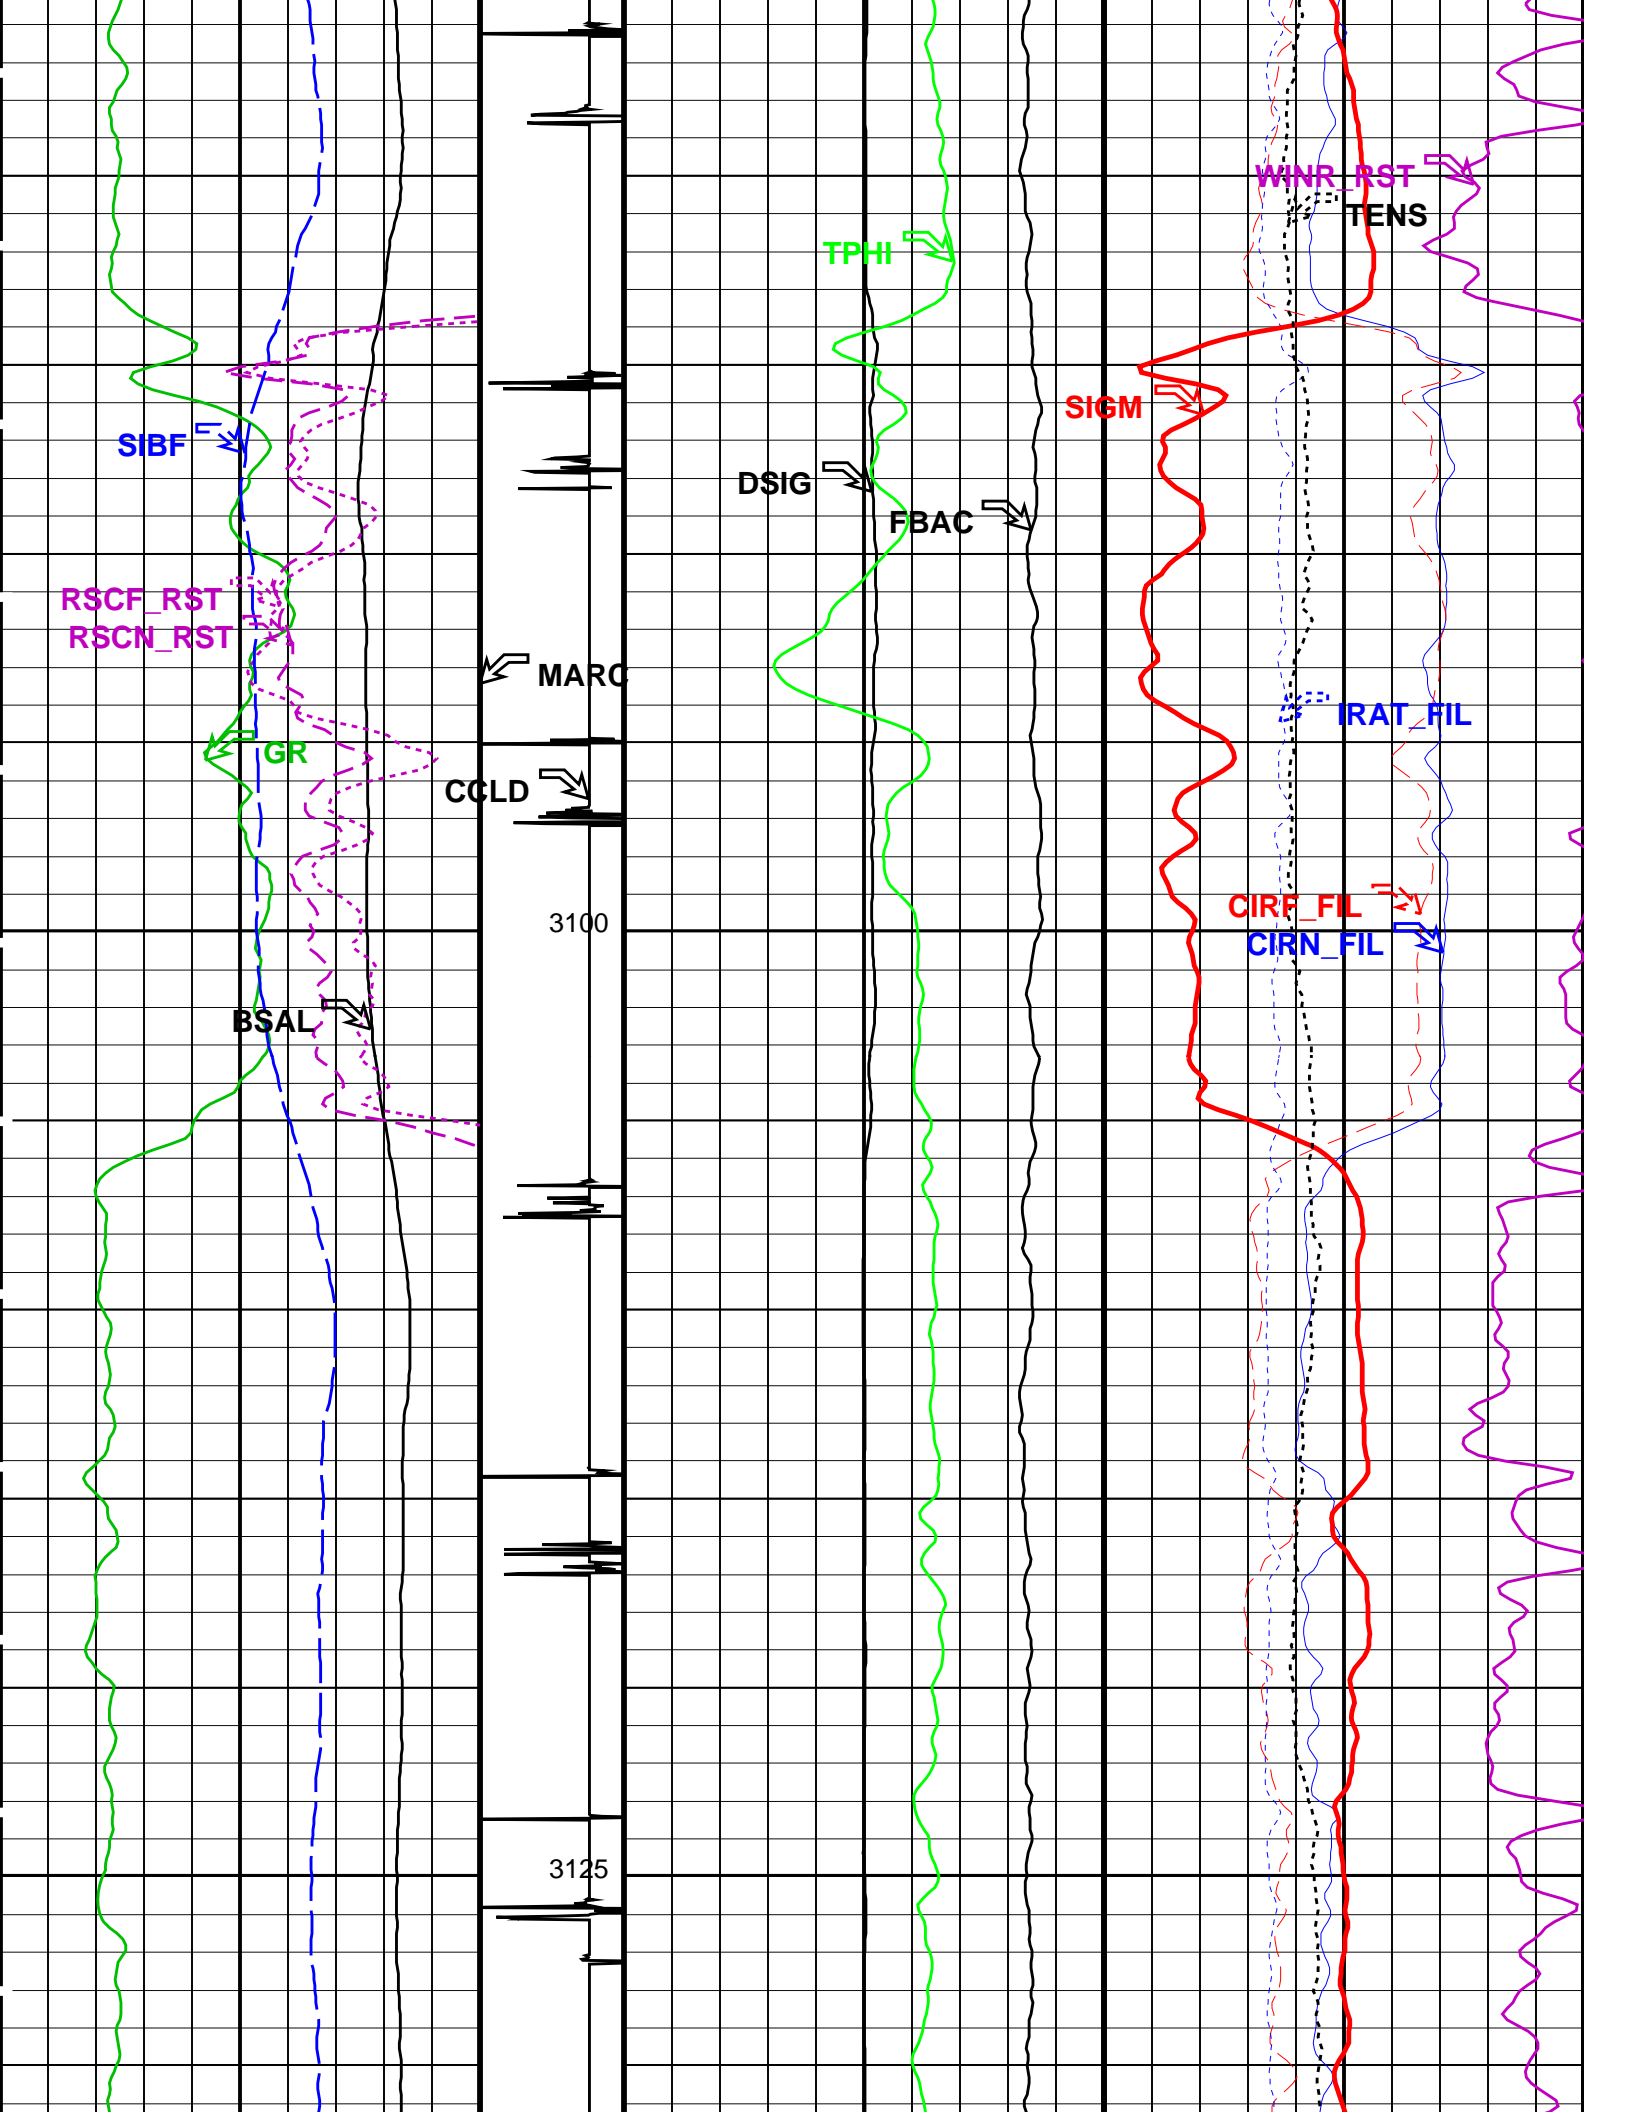 WINR_RST
TENS
TPHI
SIGM
SIBF
DSIG
FBAC
RSCF_RST
RSCN_RST
MARC
IRAT_FIL
GR
CCLD
CIRF_FIL
3100
CIRN_FIL
BSAL
3125